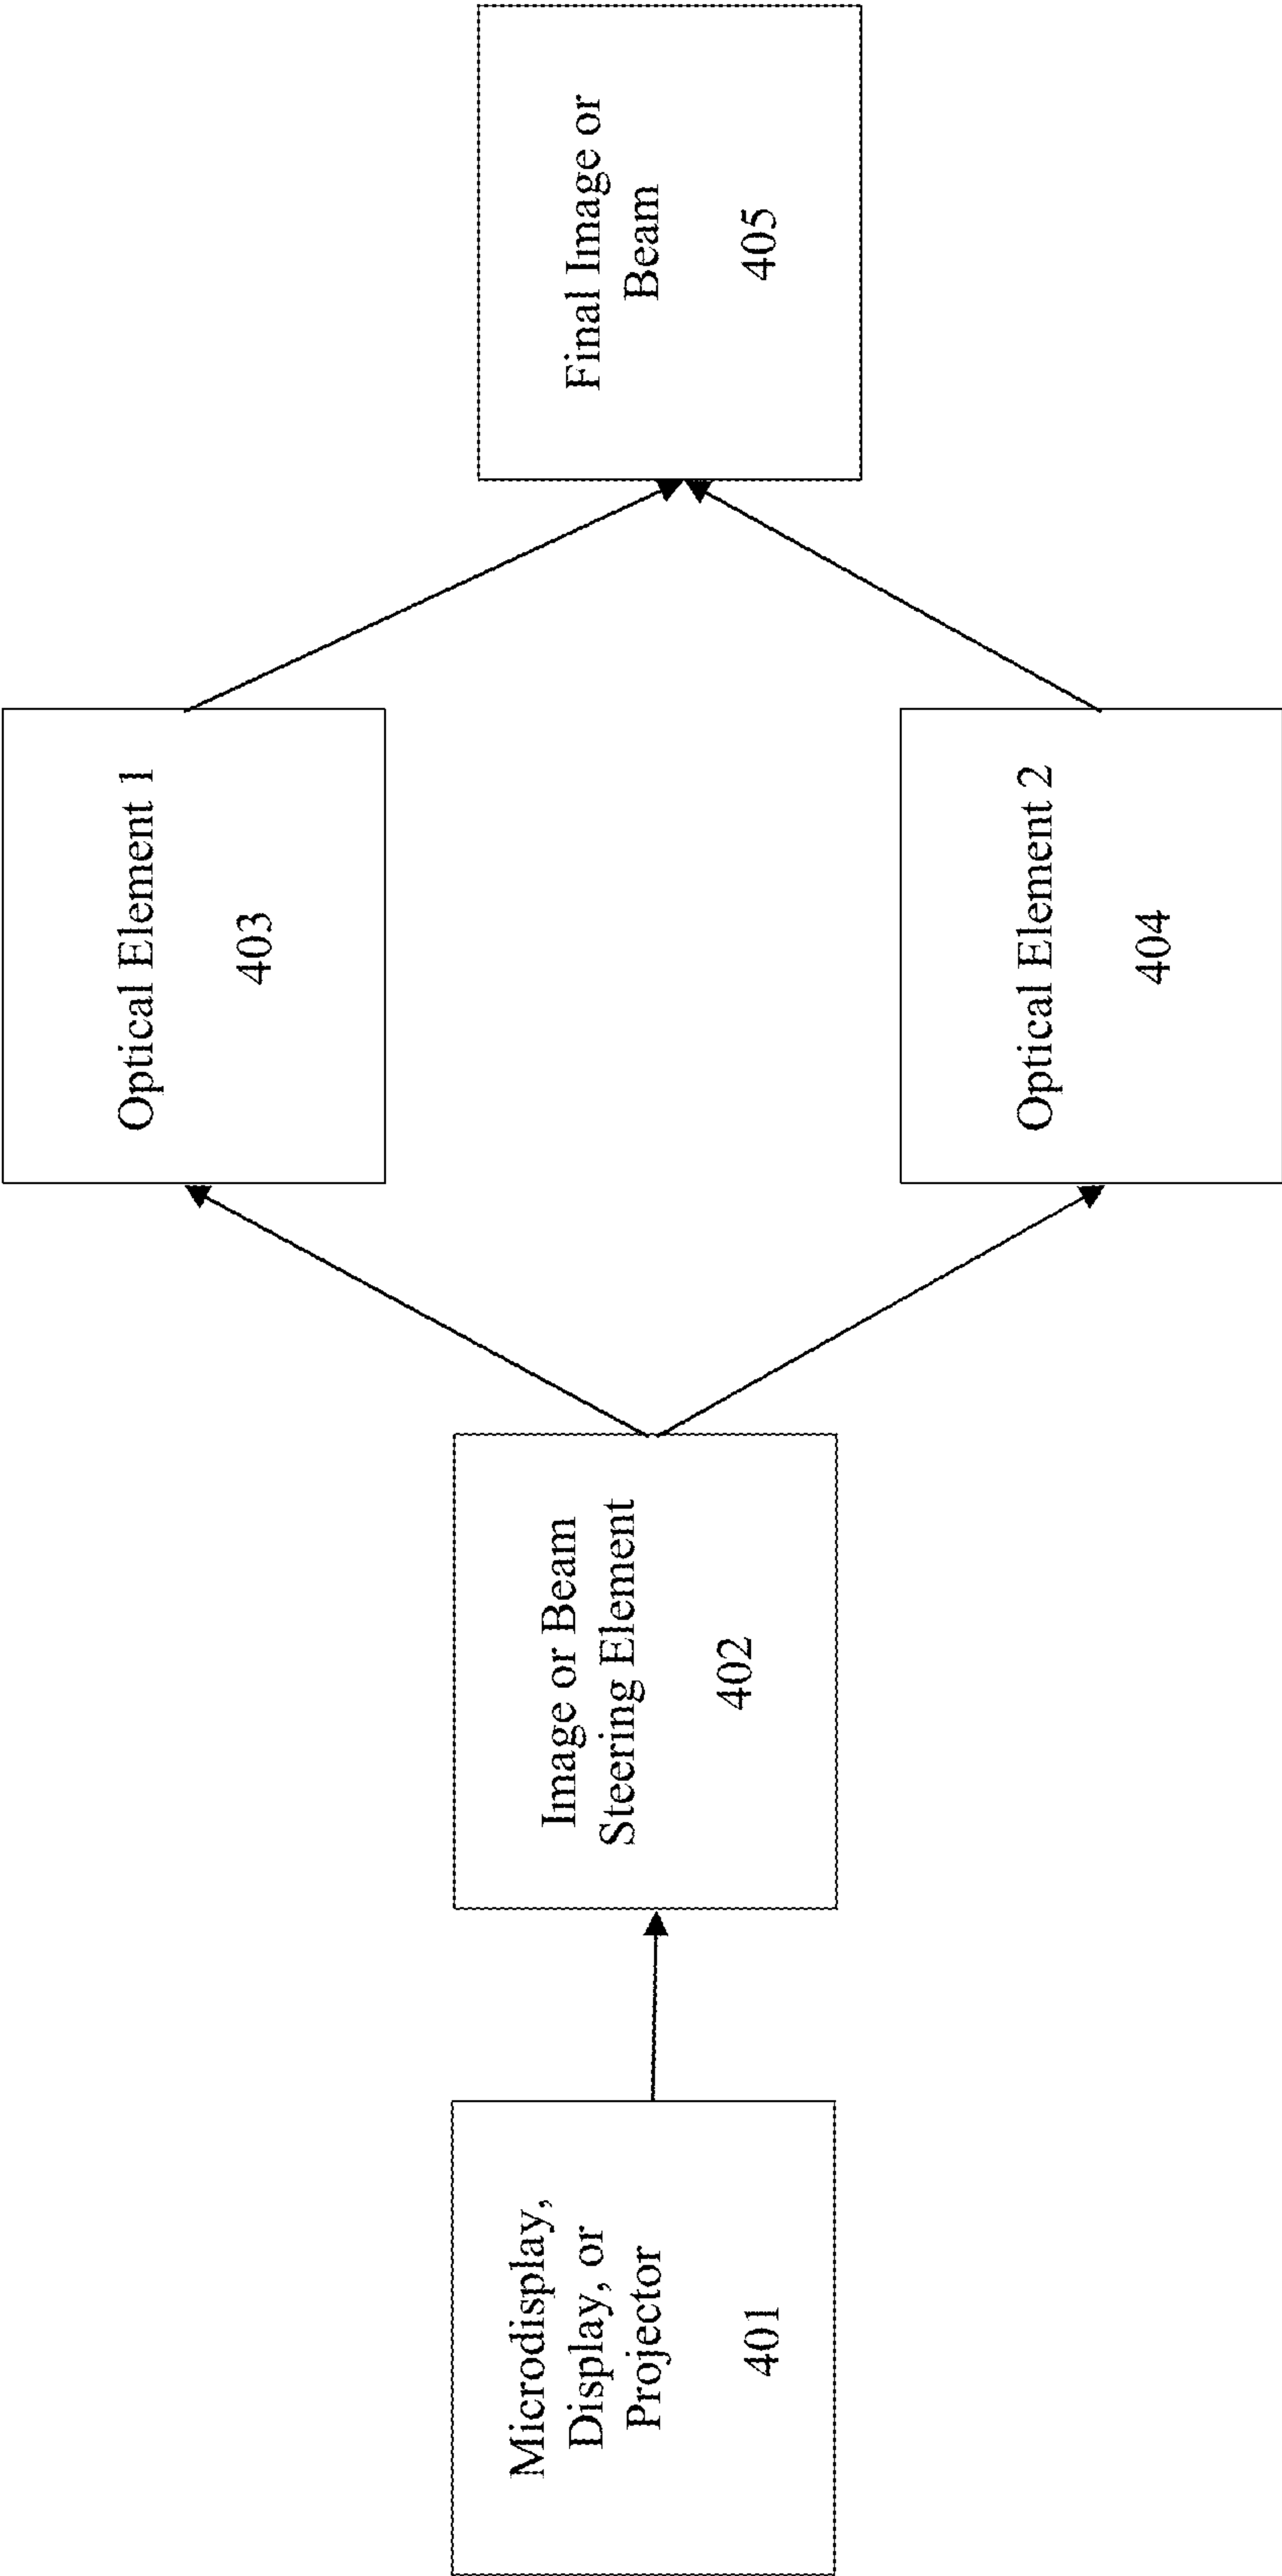 Microdisplay,
Display, or
Projector
401
Image or Beam
Steering Element
402
Optical Element 1
403
Optical Element 2
404
Final Image or
Beam
405